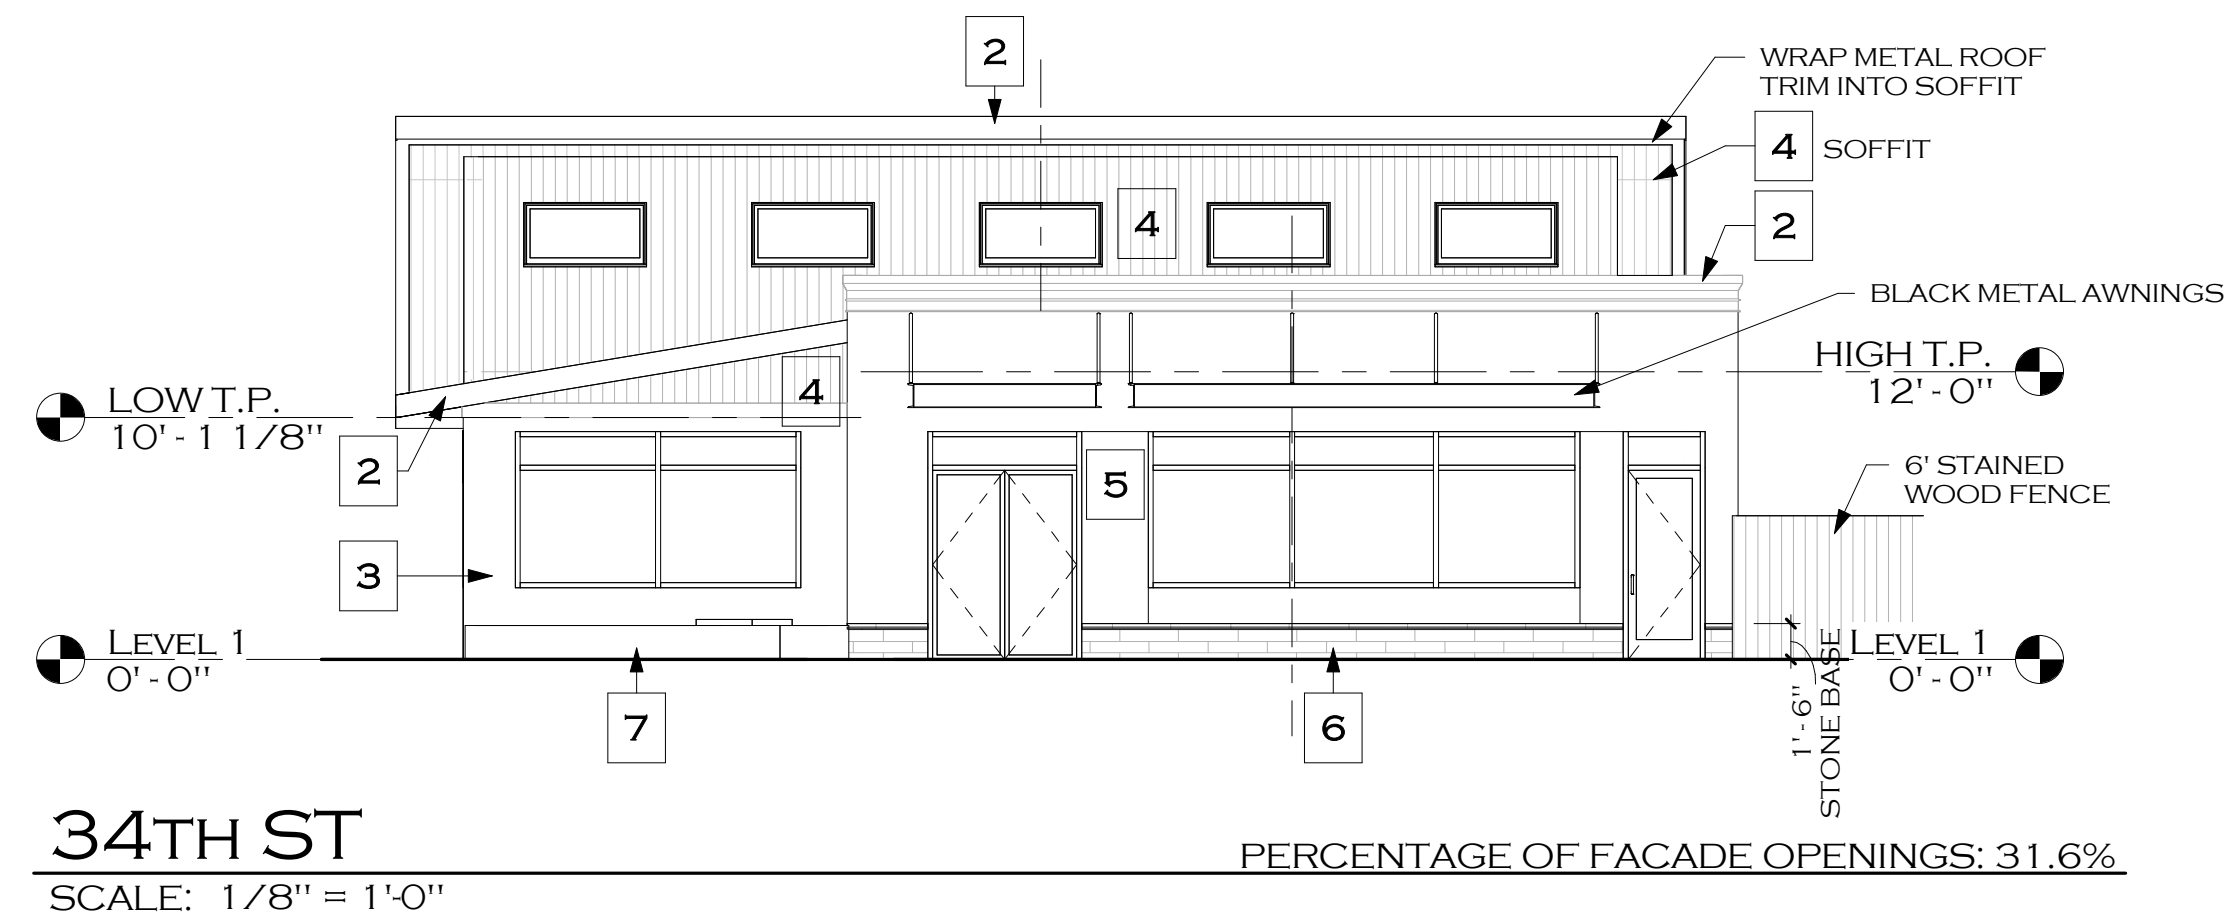 2
WRAP METAL ROOF
TRIM INTO SOFFIT
4 SOFFIT
4
2
BLACK METAL AWNINGS
HIGH T.P.
12'-0"
LOW T.P.
10'-1 1/8"
4
2
5
6' STAINED
WOOD FENCE
3
LEVEL 1
0'-0"
LEVEL 1
0'-0"
1'-6"
STONE BASE
7
6
34TH ST
PERCENTAGE OF FACADE OPENINGS: 31.6%
SCALE: 1/8" = 1'-0"